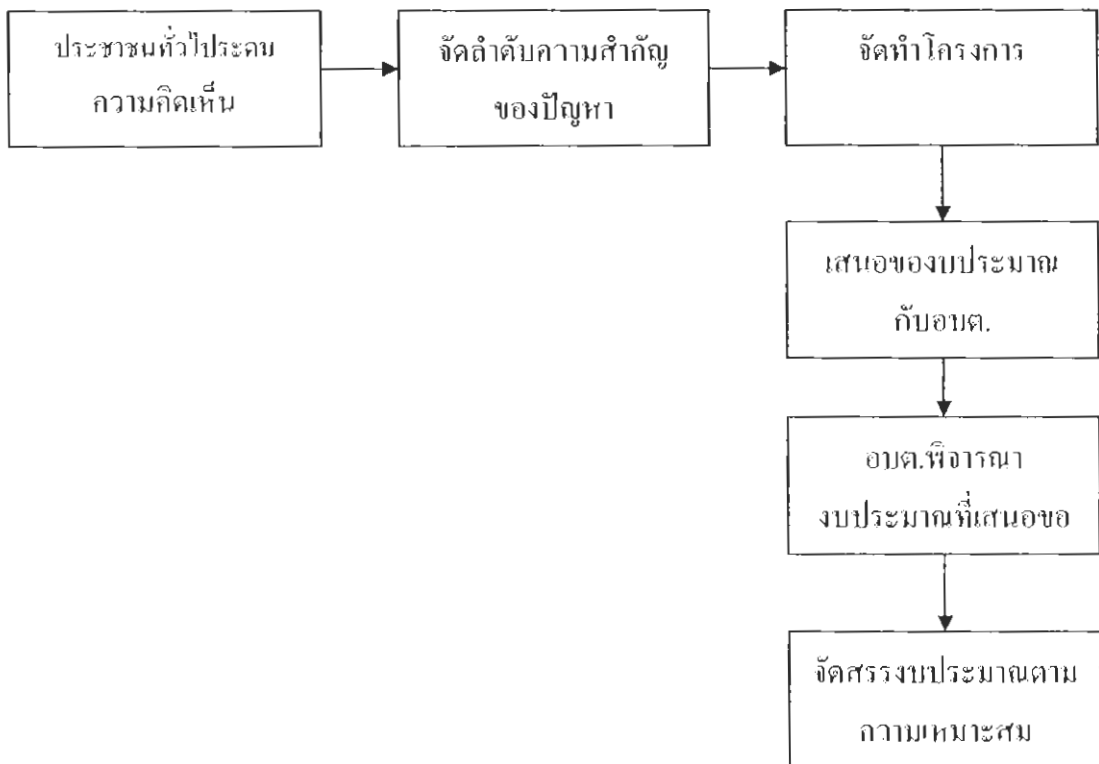 ประชาชนทั่วไประดม
ความคิดเห็น
จัดลำดับความสำคัญ
ของปัญหา
จัดทำโครงการ
เสนอของบประมาณ
กับอบต.
อบต.พิจารณา
งบประมาณที่เสนอขอ
จัดสรรงบประมาณตาม
ความเหมาะสม